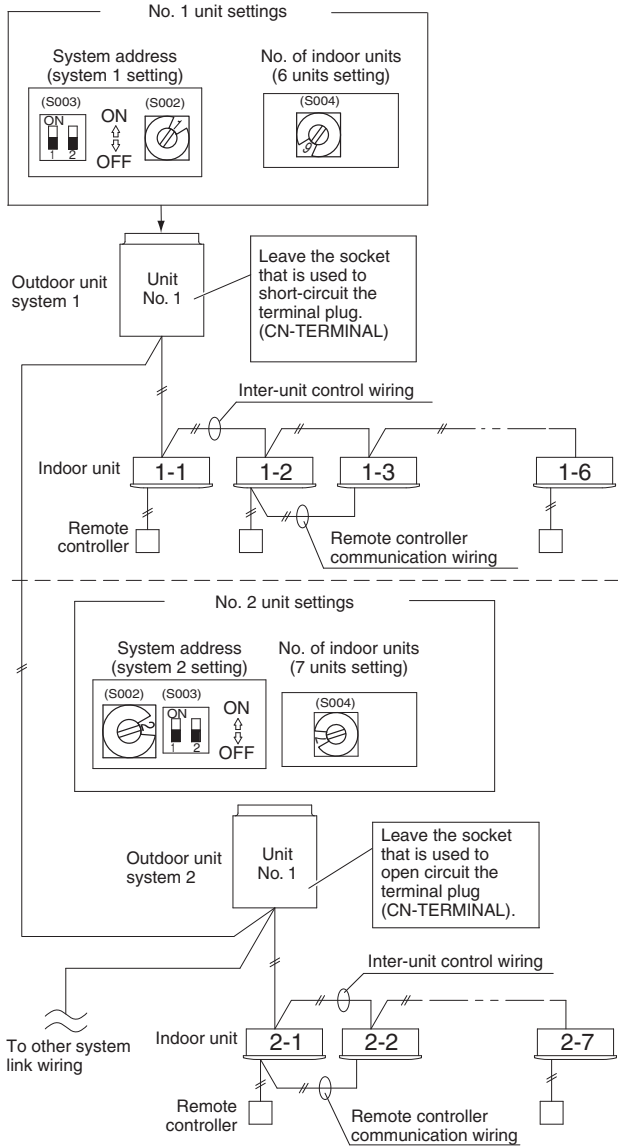 No. 1 unit settings
System address
(system 1 setting)
No. of indoor units
(6 units setting)
(S003)
(S002)
(S004)
ON
1 2
ON
OFF
1
6
Outdoor unit
system 1
Unit
No. 1
Leave the socket
that is used to
short-circuit the
terminal plug.
(CN-TERMINAL)
Inter-unit control wiring
Indoor unit
1-1
1-2
1-3
1-6
Remote
controller
Remote controller
communication wiring
No. 2 unit settings
System address
(system 2 setting)
No. of indoor units
(7 units setting)
(S002)
(S003)
(S004)
2
ON
1 2
ON
OFF
7
Outdoor unit
system 2
Unit
No. 1
Leave the socket
that is used to
open circuit the
terminal plug
(CN-TERMINAL).
Inter-unit control wiring
To other system
link wiring
Indoor unit
2-1
2-2
2-7
Remote
controller
Remote controller
communication wiring